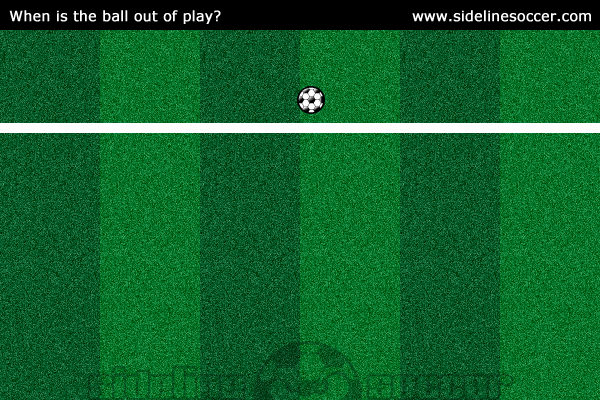 When is the ball out of play?
www.sidelinesoccer.com